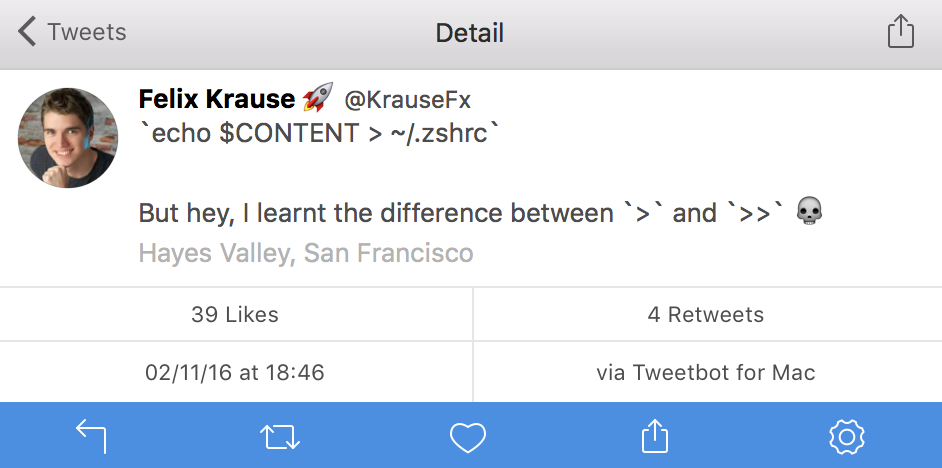 Tweets
Detail
Felix Krause 🚀 @KrauseFx
`echo $CONTENT > ~/.zshrc`
But hey, I learnt the difference between `>` and `>>` 💀
Hayes Valley, San Francisco
39 Likes
4 Retweets
02/11/16 at 18:46
via Tweetbot for Mac